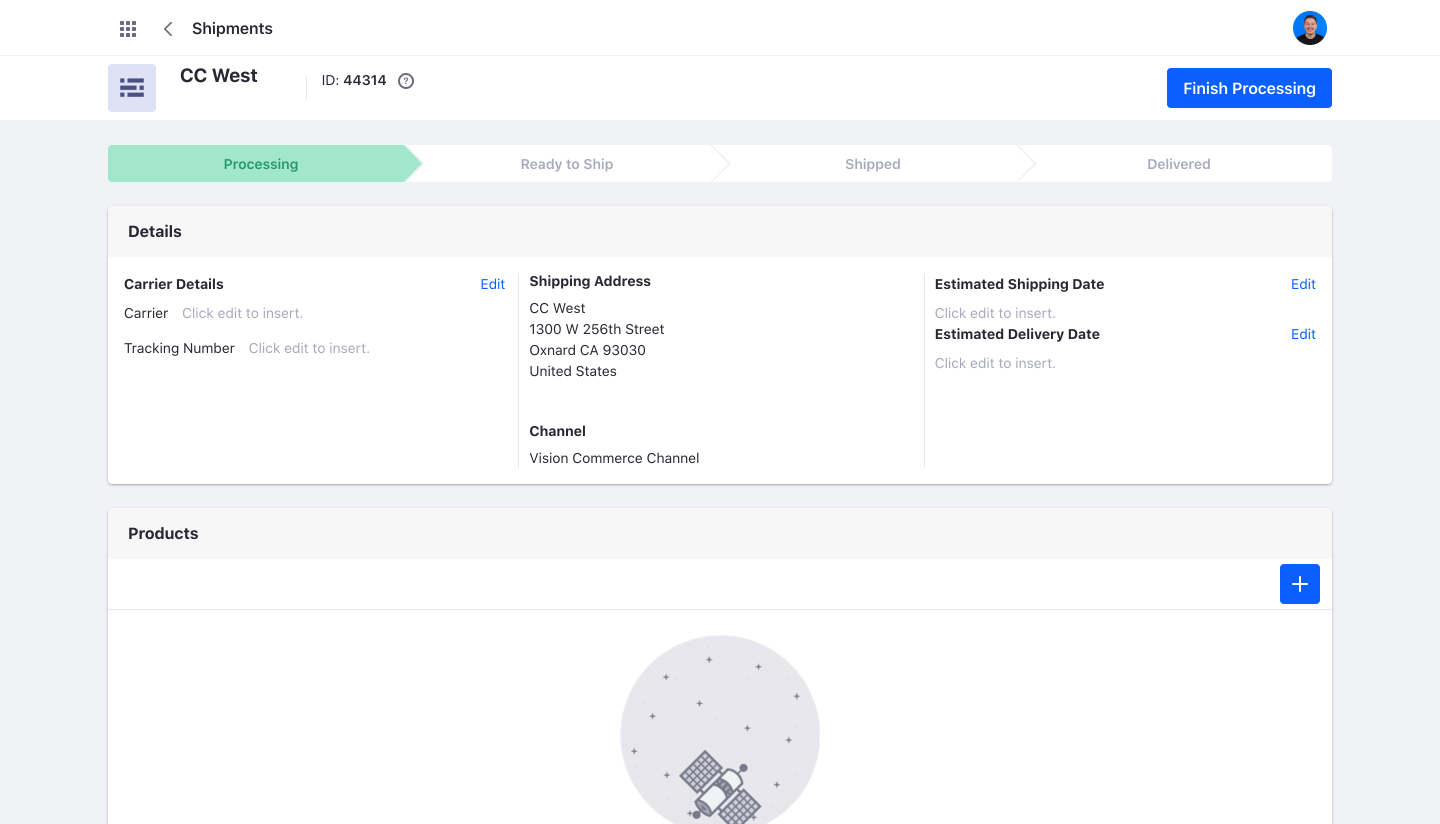 Shipments
CC West
ID: 44314
?
Finish Processing
Processing
Ready to Ship
Shipped
Delivered
Details
Carrier Details
Edit
Carrier
Click edit to insert.
Tracking Number
Click edit to insert.
Shipping Address
CC West
1300 W 256th Street
Oxnard CA 93030
United States
Channel
Vision Commerce Channel
Estimated Shipping Date
Edit
Click edit to insert.
Estimated Delivery Date
Edit
Click edit to insert.
Products